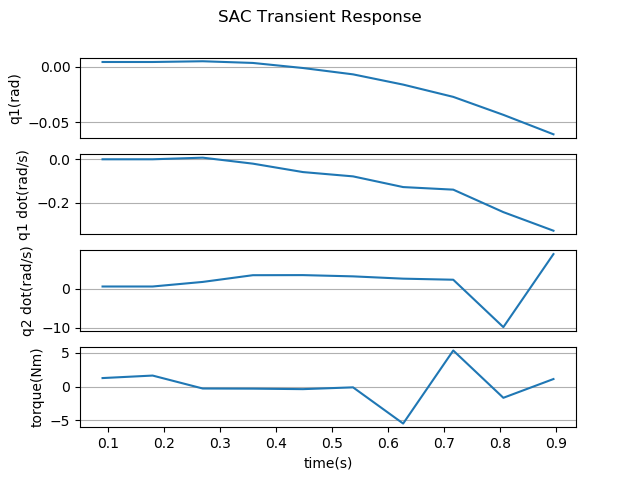 SAC Transient Response
0.00
−0.05
q1(rad)
0.0
−0.2
q1 dot(rad/s)
0
−10
q2 dot(rad/s)
5
0
−5
torque(Nm)
0.1 0.2 0.3 0.4 0.5 0.6 0.7 0.8 0.9
time(s)